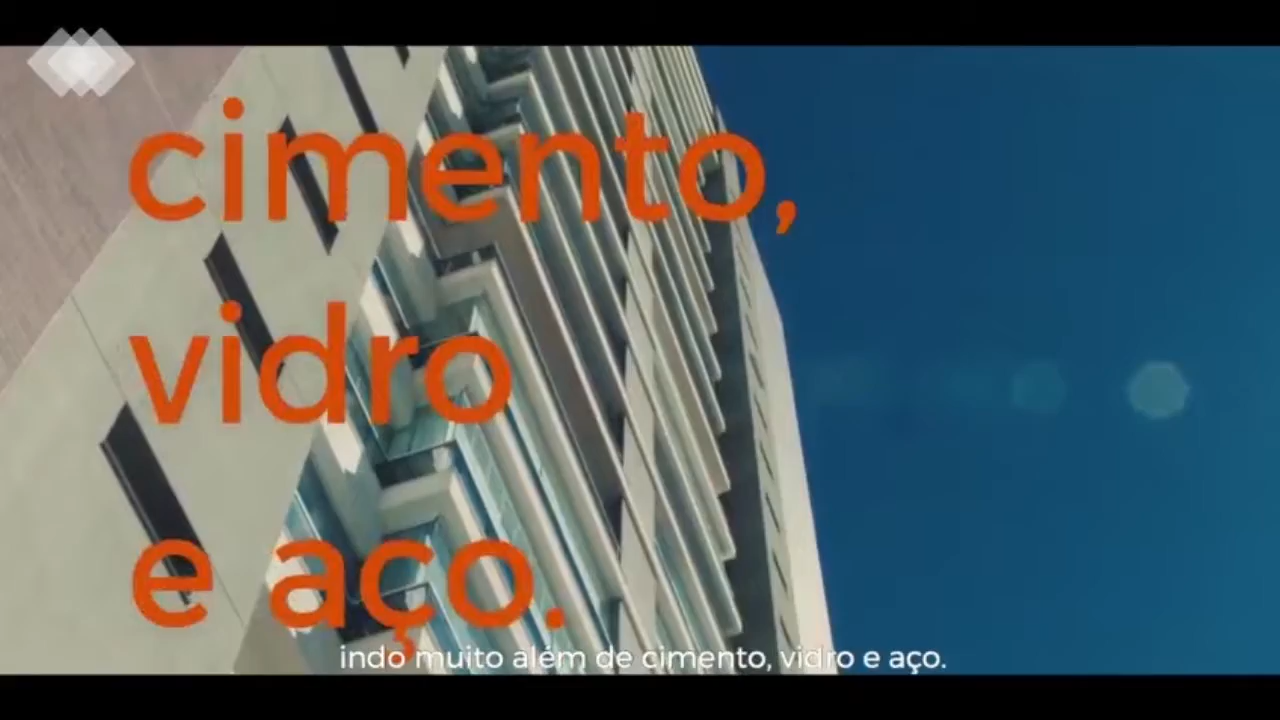 cimento,
vidro
e aço.
indo muito além de cimento, vidro e aço.